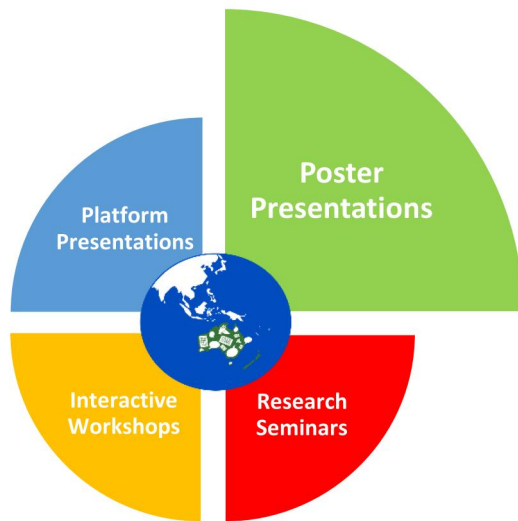 Poster
Presentations
Platform
Presentations
Interactive
Workshops
Research
Seminars